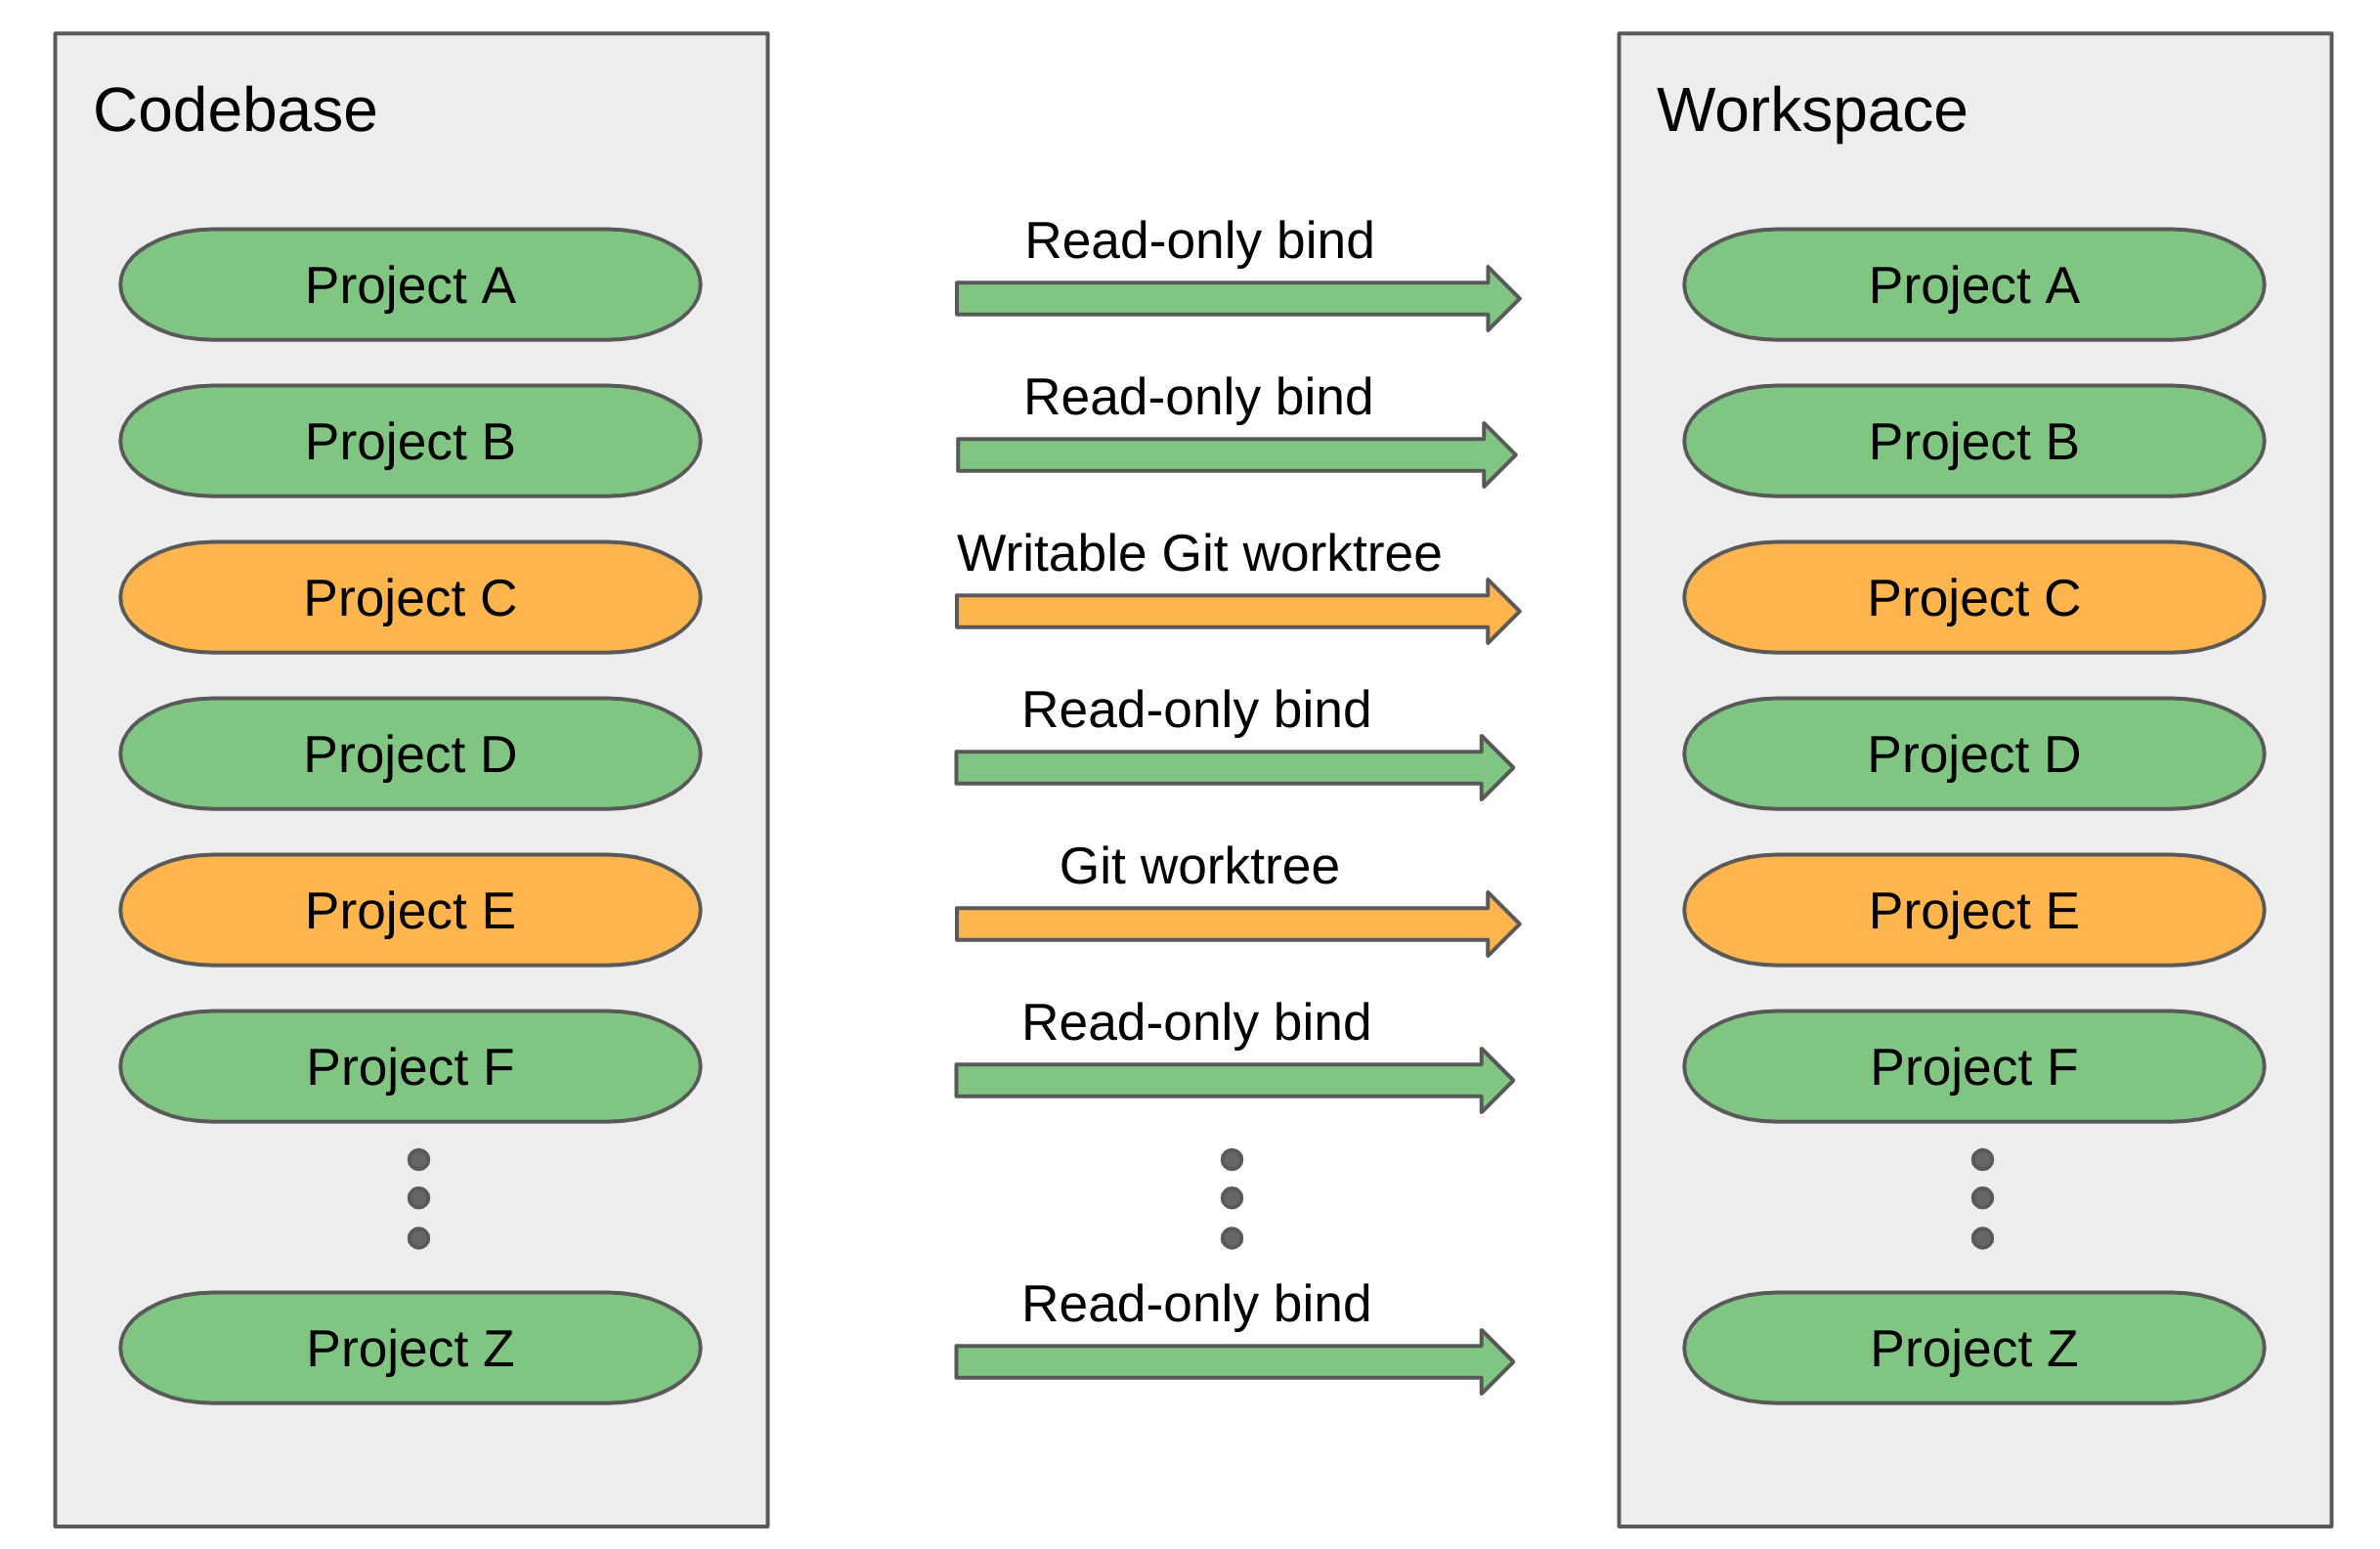 Codebase
Project A
Project B
Project C
Project D
Project E
Project F
Project Z
Read-only bind
Read-only bind
Writable Git worktree
Read-only bind
Git worktree
Read-only bind
Read-only bind
Workspace
Project A
Project B
Project C
Project D
Project E
Project F
Project Z